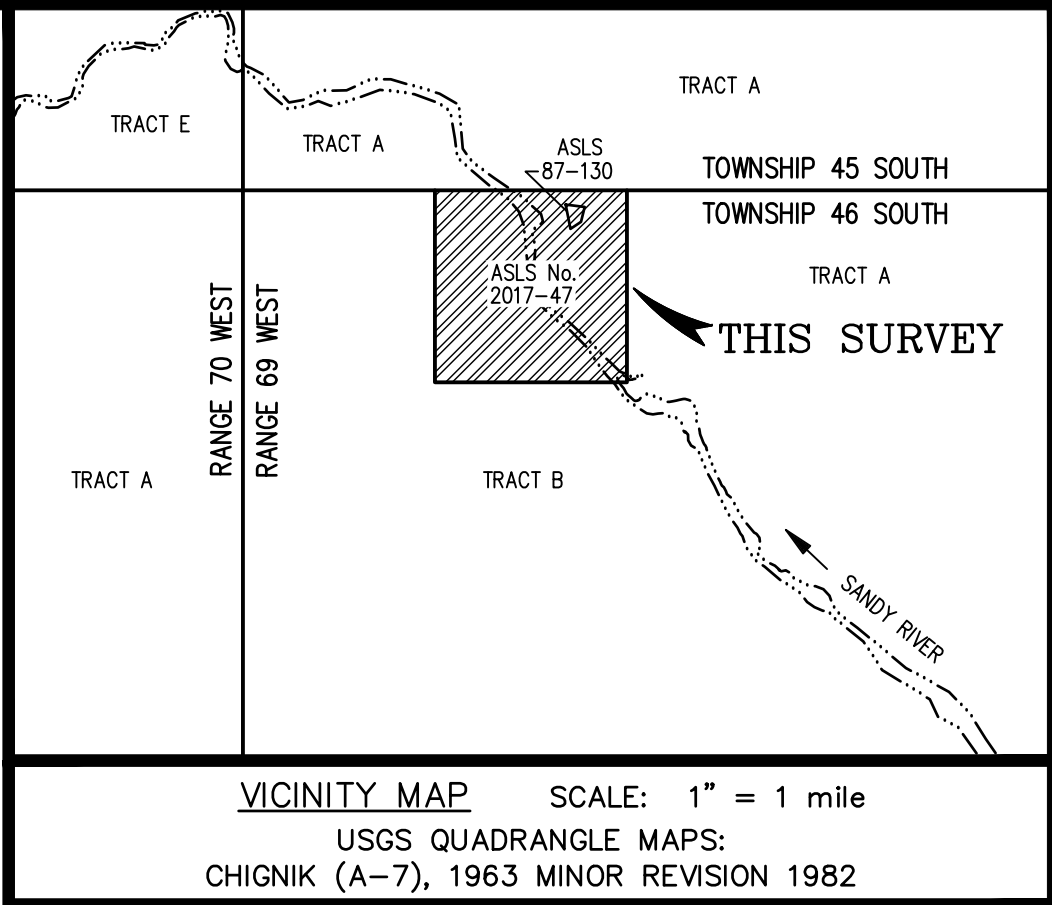 TRACT A
TRACT E
TRACT A
ASLS
87-130
TOWNSHIP 45 SOUTH
TOWNSHIP 46 SOUTH
ASLS No.
2017-47
TRACT A
RANGE 70 WEST
RANGE 69 WEST
THIS SURVEY
TRACT A
TRACT B
SANDY RIVER
VICINITY MAP SCALE: 1" = 1 mile
USGS QUADRANGLE MAPS:
CHIGNIK (A-7), 1963 MINOR REVISION 1982